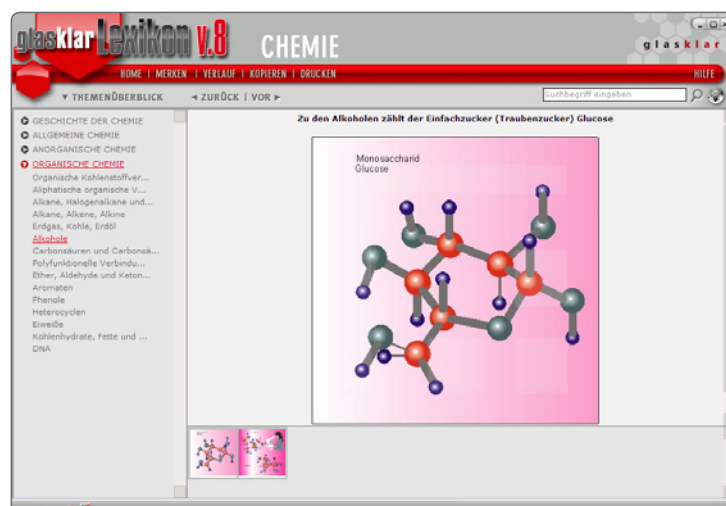 glasklar Lexikon v.8 CHEMIE
glasklar
HOME | MERKEN | VERLAUF | KOPIEREN | DRUCKEN
HILFE
▼ THEMENÜBERBLICK
◄ ZURÜCK | VOR ►
Suchbegriff eingeben
GESCHICHTE DER CHEMIE
ALLGEMEINE CHEMIE
ANORGANISCHE CHEMIE
ORGANISCHE CHEMIE
Organische Kohlenstoffver...
Aliphatische organische V...
Alkane, Halogenalkane und...
Alkane, Alkene, Alkine
Erdgas, Kohle, Erdöl
Alkohole
Carbonsäuren und Carbonsä...
Polyfunktionelle Verbindu...
Ether, Aldehyde und Keton...
Aromaten
Phenole
Heterocyclen
Eiweiße
Kohlenhydrate, Fette und ...
DNA
Zu den Alkoholen zählt der Einfachzucker (Traubenzucker) Glucose
Monosaccharid
Glucose